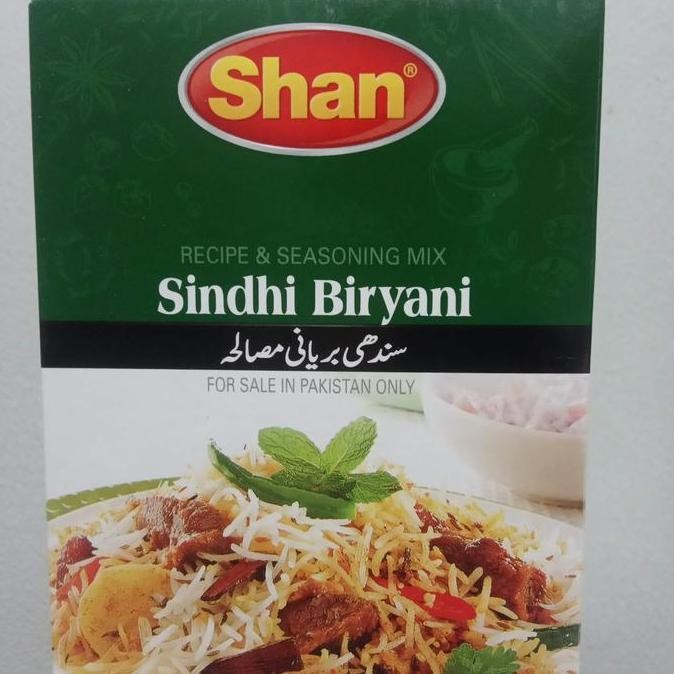 Shan®
RECIPE & SEASONING MIX
Sindhi Biryani
سندھی بریانی مصالحہ
FOR SALE IN PAKISTAN ONLY